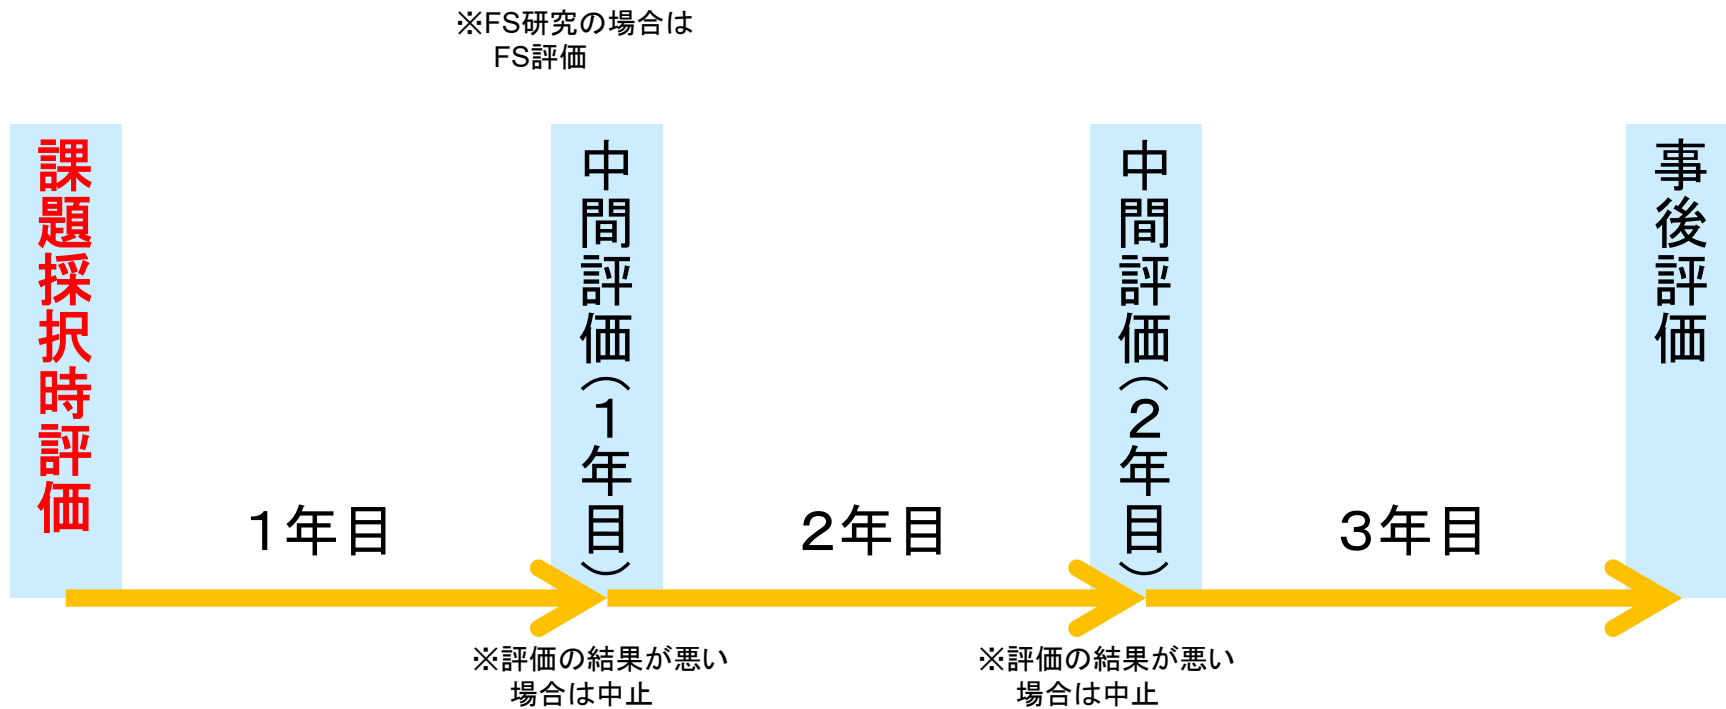 ※FS研究の場合は
FS評価
課題採択時評価
中間評価(1年目)
中間評価(2年目)
事後評価
1年目
2年目
3年目
※評価の結果が悪い
場合は中止
※評価の結果が悪い
場合は中止